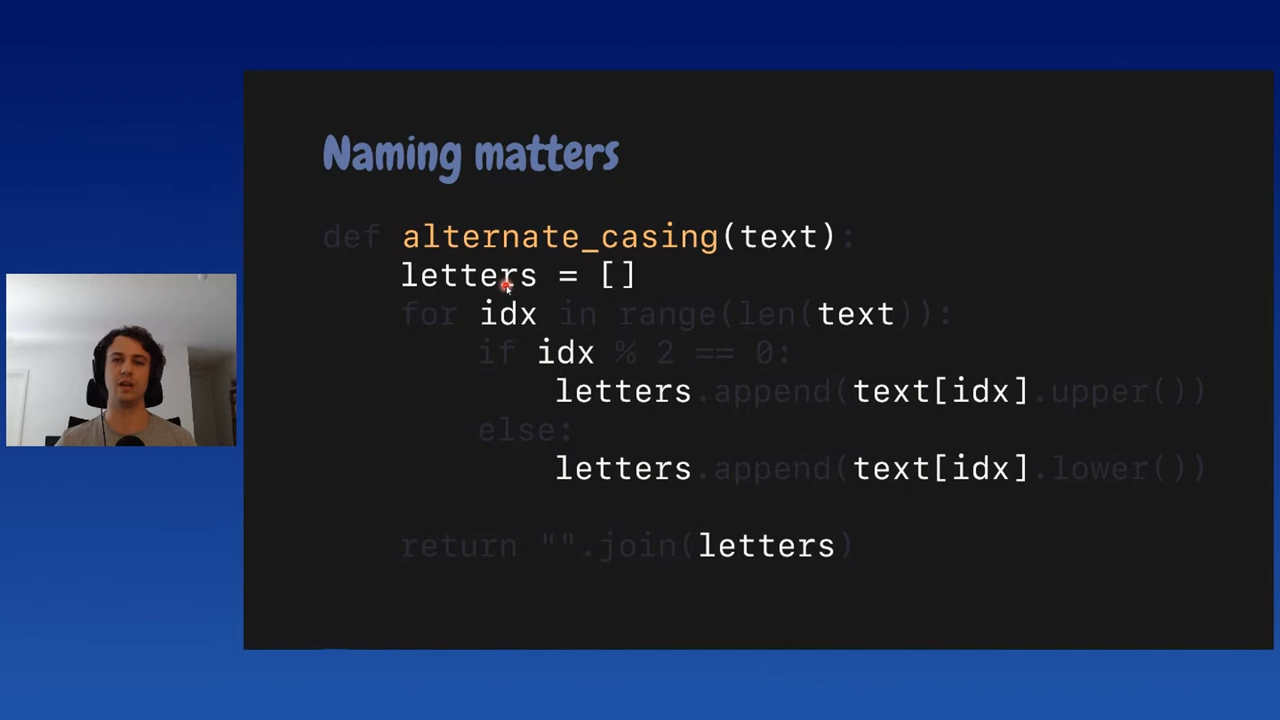 Naming matters
def alternate_casing(text):
letters = []
for idx in range(len(text)):
if idx % 2 == 0:
letters.append(text[idx].upper())
else:
letters.append(text[idx].lower())
return "".join(letters)